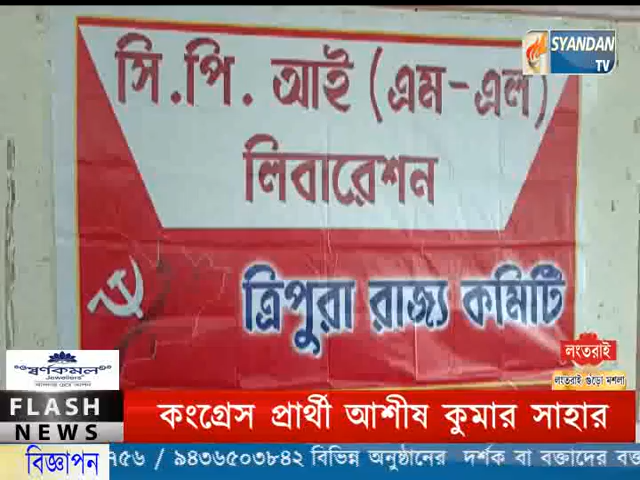 সি.পি. আই (এম-এল)
SYANDAN
TV
লিবারেশন
ত্রিপুরা রাজ্য কমিটি
লংতরাই
লংতরাই গুঁড়ো মশলা
স্বর্ণকমল
Jewellers
FLASH
NEWS
কংগ্রেস প্রার্থী আশীষ কুমার সাহার
বিজ্ঞাপন
৭৫৬ / ৯৪৩৬৫০৩৮৪২ বিভিন্ন অনুষ্ঠানের দর্শক বা বক্তাদের বক্ত